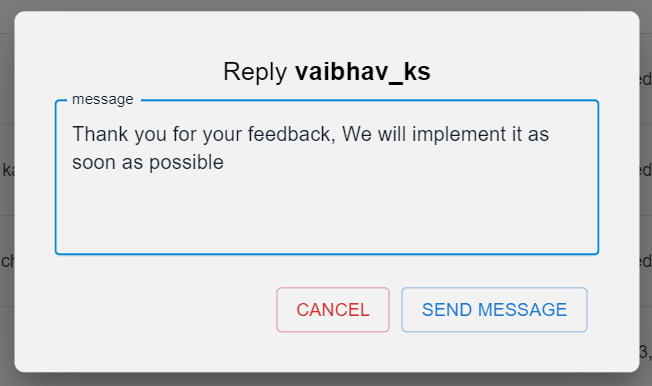 Reply vaibhav_ks
message
Thank you for your feedback, We will implement it as
soon as possible
CANCEL
SEND MESSAGE